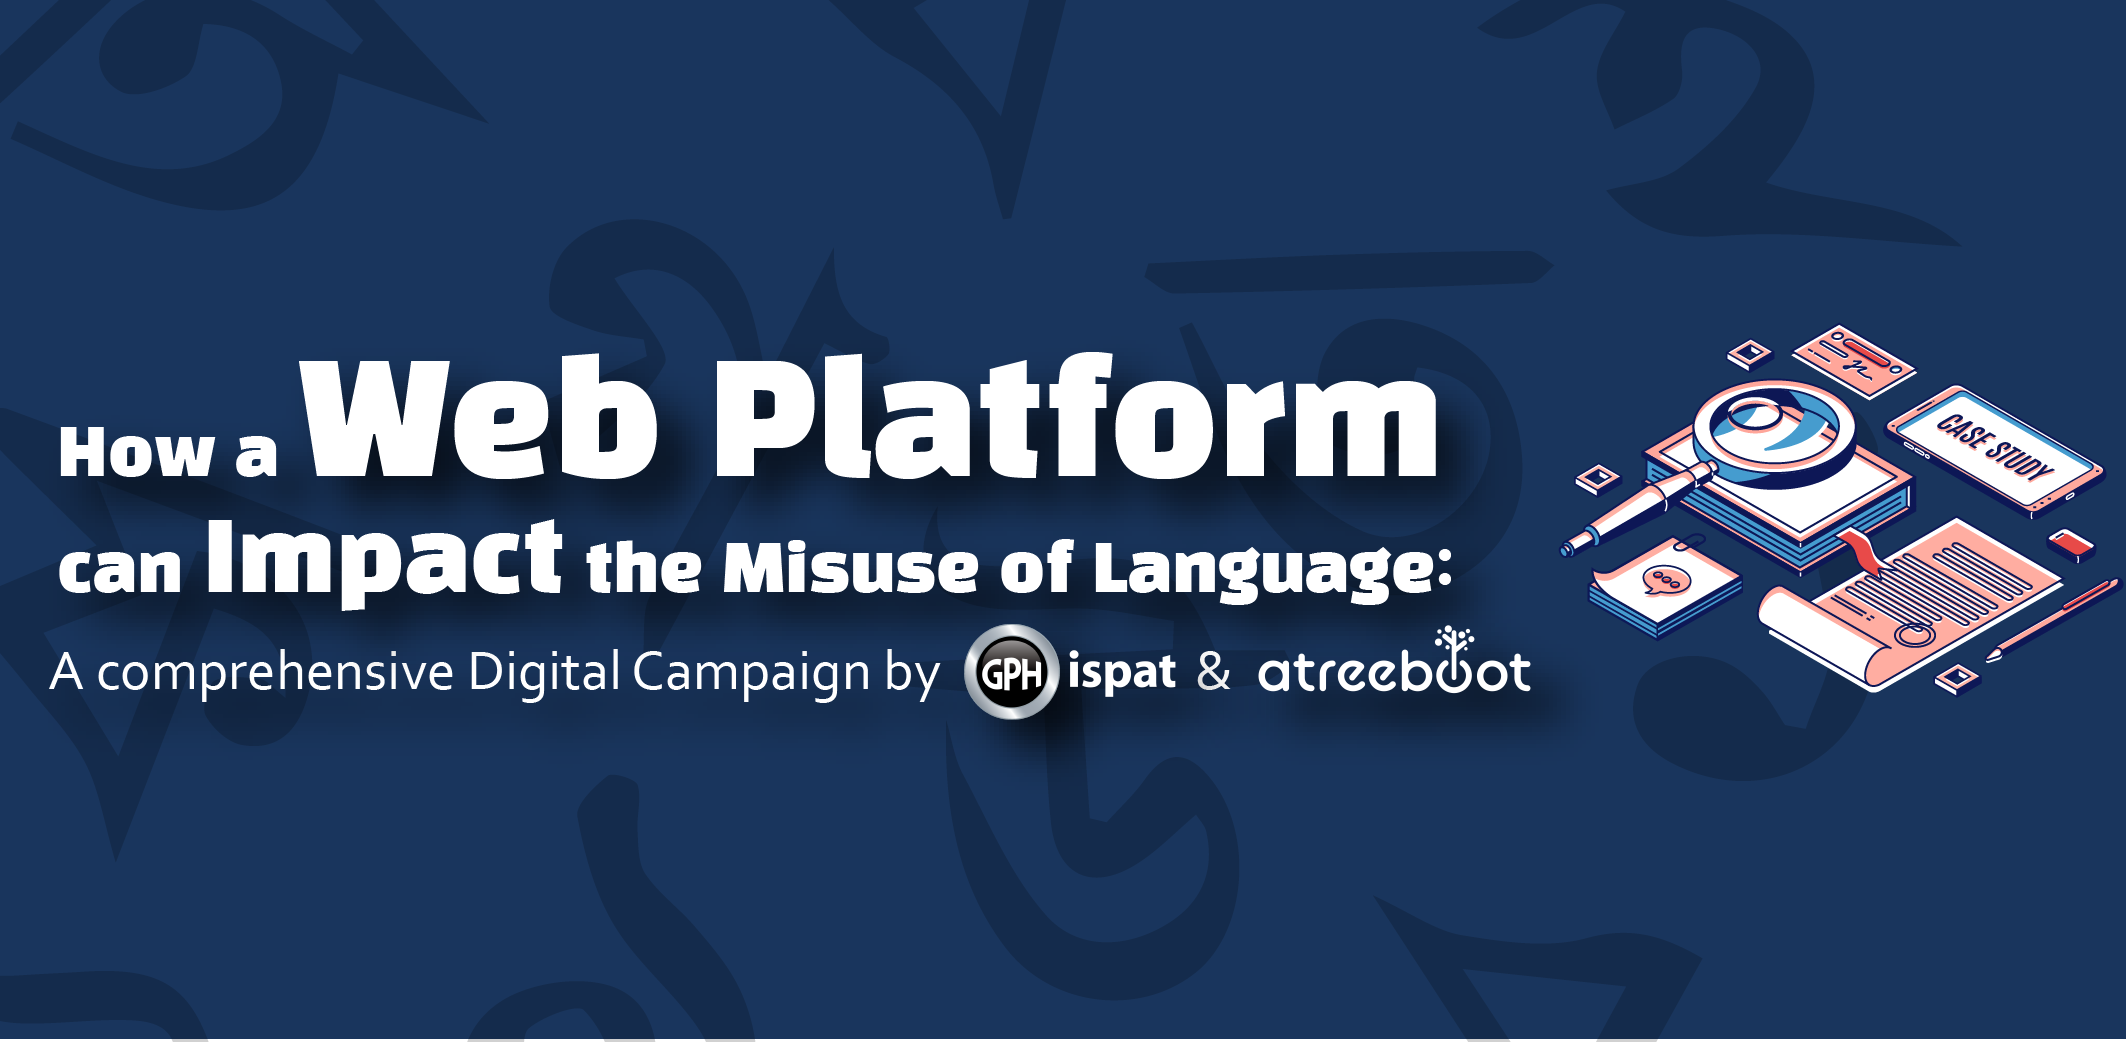 How a Web Platform
can Impact the Misuse of Language:
A comprehensive Digital Campaign by GPH ispat & atreeboot
CASE STUDY